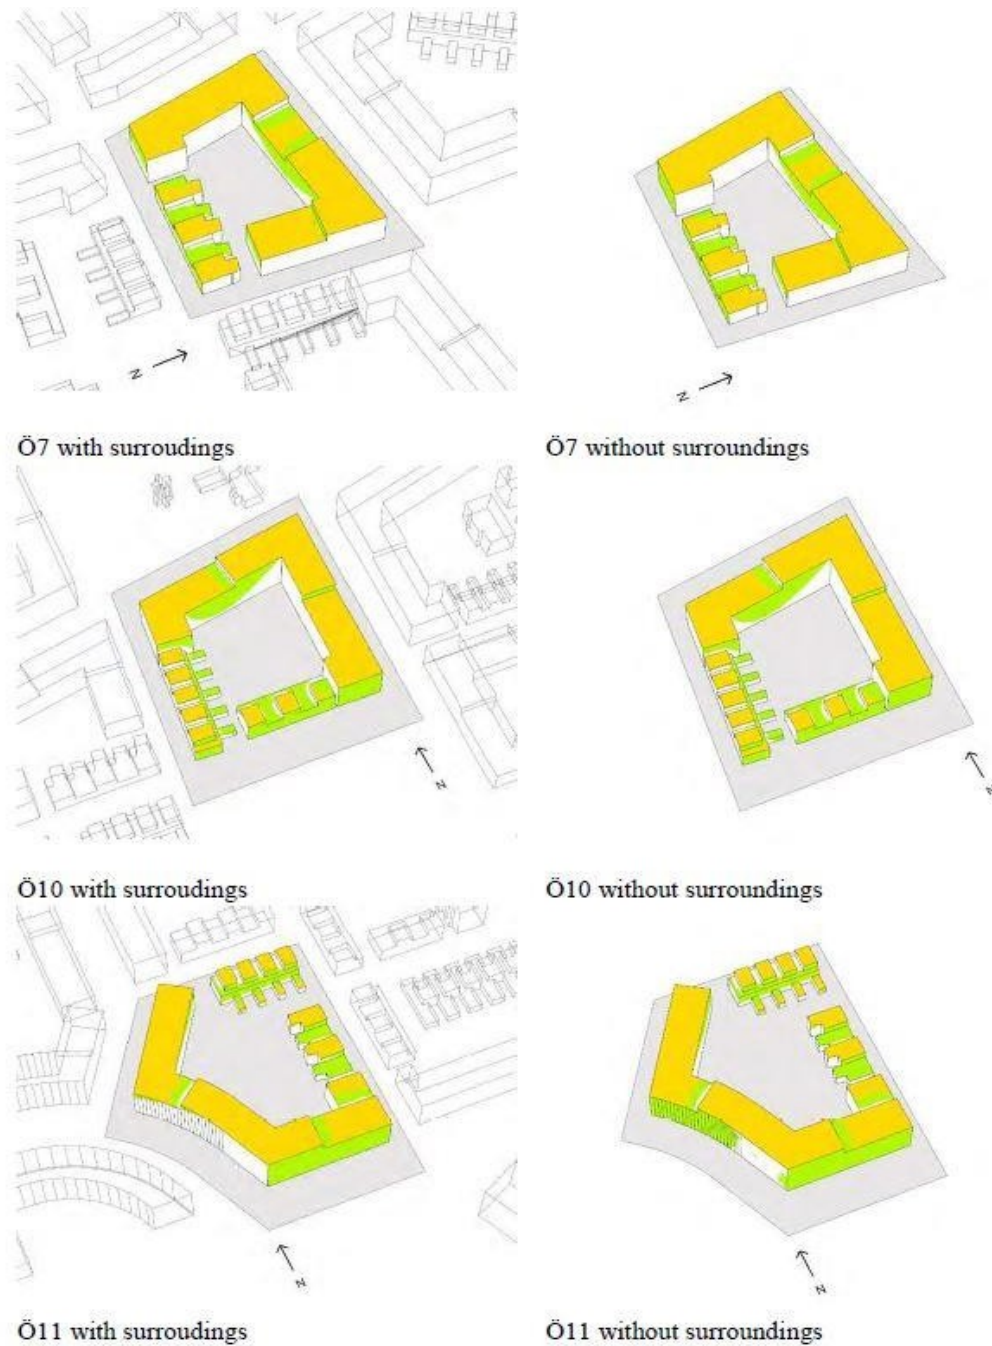 N
N
Ö7 with surroudings
Ö7 without surroundings
N
N
Ö10 with surroudings
Ö10 without surroundings
N
N
Ö11 with surroudings
Ö11 without surroundings